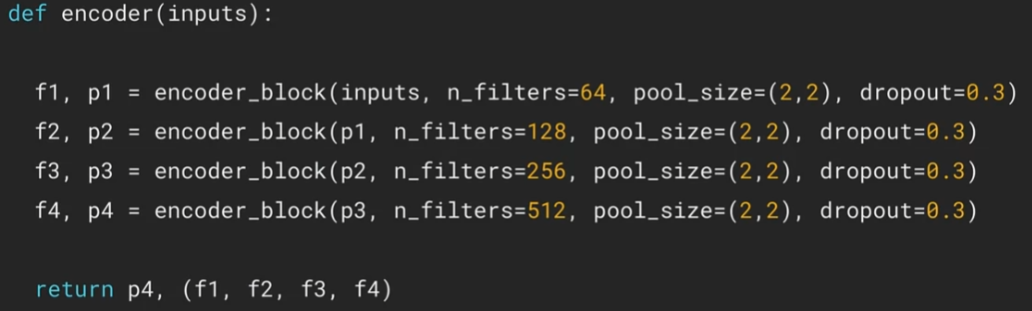 def encoder(inputs):
f1, p1 = encoder_block(inputs, n_filters=64, pool_size=(2,2), dropout=0.3)
f2, p2 = encoder_block(p1, n_filters=128, pool_size=(2,2), dropout=0.3)
f3, p3 = encoder_block(p2, n_filters=256, pool_size=(2,2), dropout=0.3)
f4, p4 = encoder_block(p3, n_filters=512, pool_size=(2,2), dropout=0.3)
return p4, (f1, f2, f3, f4)